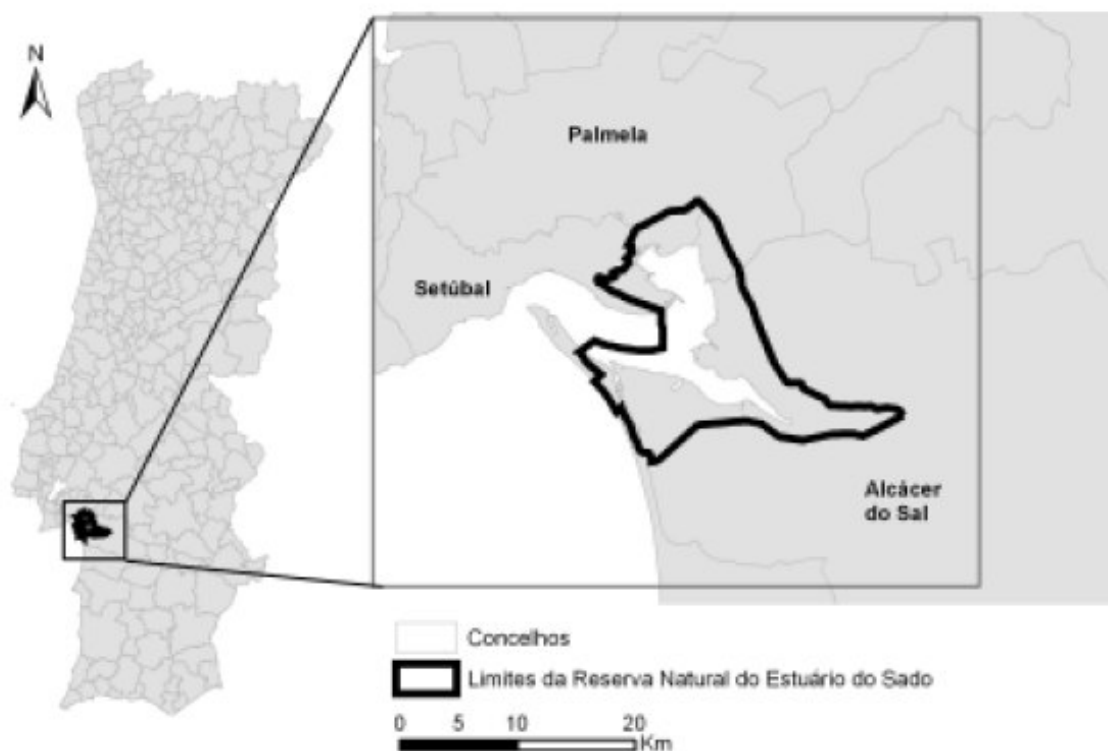 N
Palmela
Setúbal
Alcácer
do Sal
Concelhos
Limites da Reserva Natural do Estuário do Sado
0 5 10 20
Km